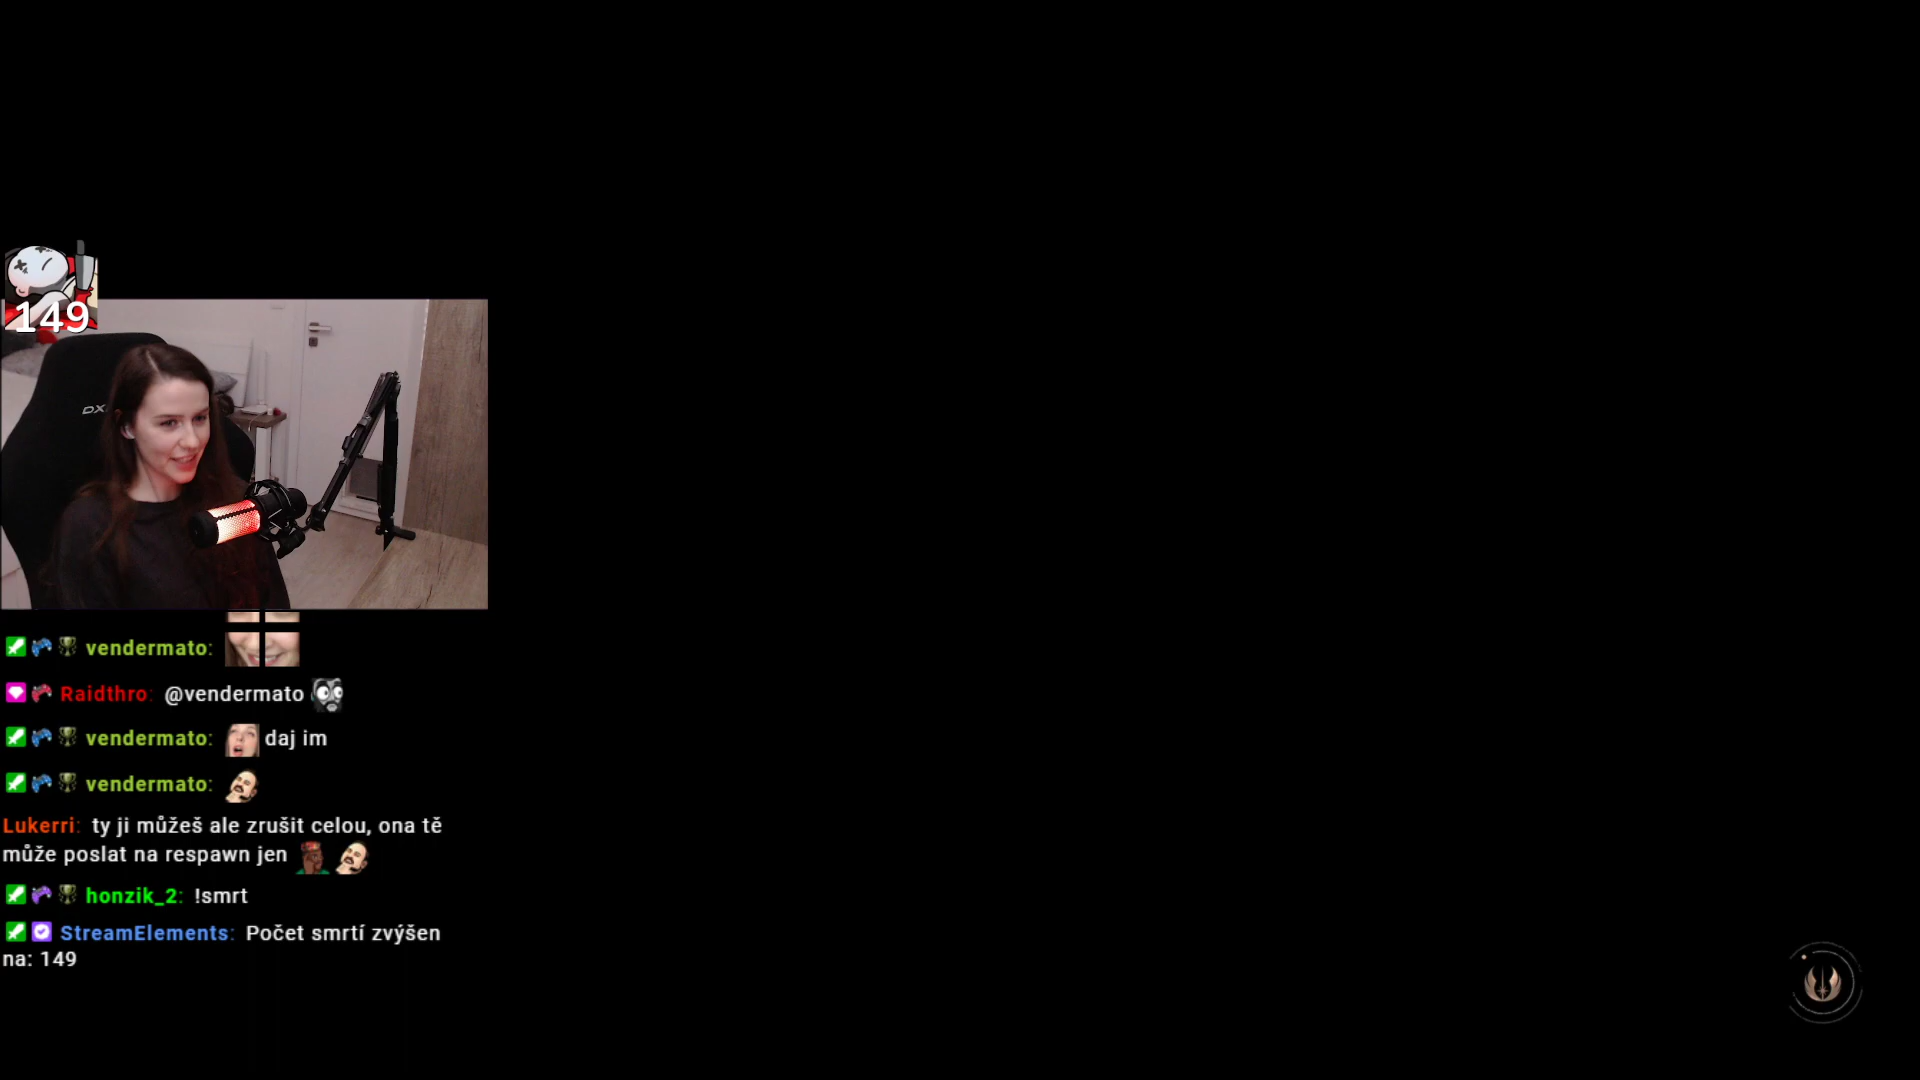 149
DX
vendermato:
Raidthro: @vendermato
vendermato: daj im
vendermato:
Lukerri: ty ji můžeš ale zrušit celou, ona tě
může poslat na respawn jen
honzik_2: !smrt
StreamElements: Počet smrtí zvýšen
na: 149